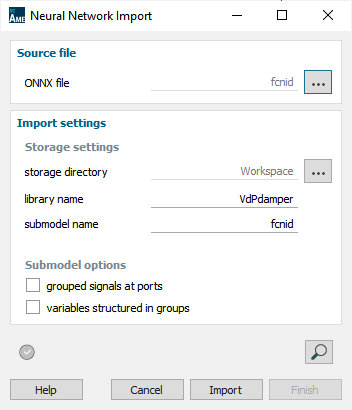 AME Neural Network Import
Source file
ONNX file fcnid ...
Import settings
Storage settings
storage directory Workspace ...
library name VdPdamper
submodel name fcnid
Submodel options
grouped signals at ports
variables structured in groups
Help Cancel Import Finish